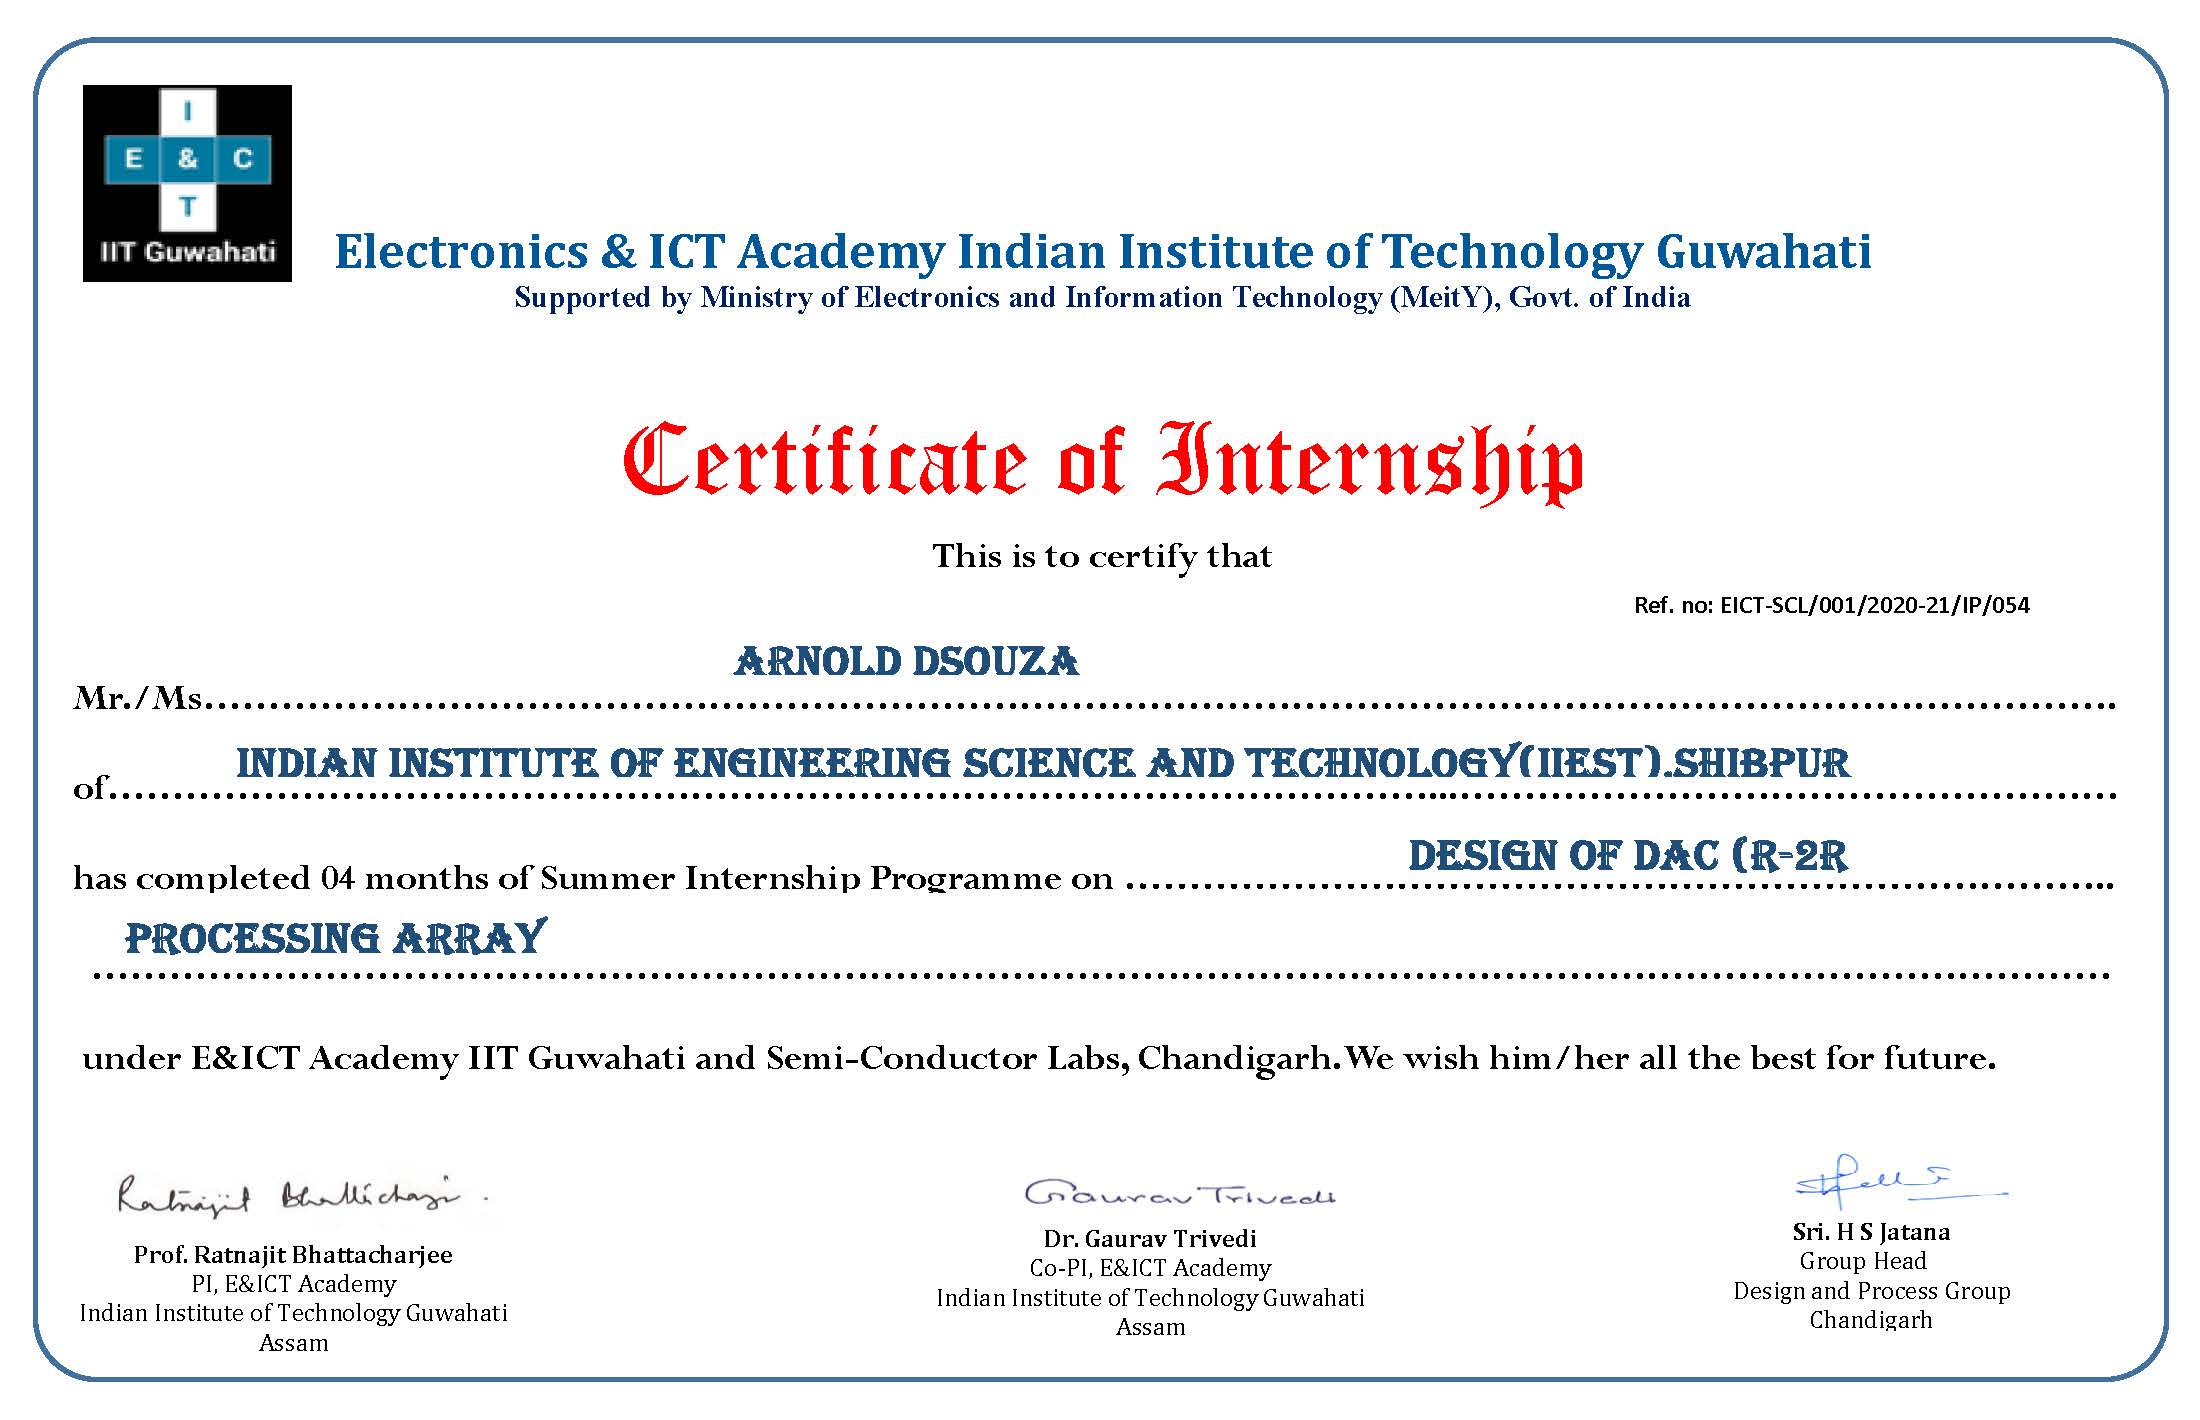 I
E & C
T
IIT Guwahati
Electronics & ICT Academy Indian Institute of Technology Guwahati
Supported by Ministry of Electronics and Information Technology (MeitY), Govt. of India
Certificate of Internship
This is to certify that
Ref. no: EICT-SCL/001/2020-21/IP/054
ARNOLD DSOUZA
Mr./Ms.
INDIAN INSTITUTE OF ENGINEERING SCIENCE AND TECHNOLOGY(IIEST).SHIBPUR
of
DESIGN OF DAC (R-2R
has completed 04 months of Summer Internship Programme on
PROCESSING ARRAY
under E&ICT Academy IIT Guwahati and Semi-Conductor Labs, Chandigarh.We wish him/her all the best for future.
Ratnajit Bhattacharjee
Prof. Ratnajit Bhattacharjee
PI, E&ICT Academy
Indian Institute of Technology Guwahati
Assam
Gaurav Trivedi
Dr. Gaurav Trivedi
Co-PI, E&ICT Academy
Indian Institute of Technology Guwahati
Assam
Sri. H S Jatana
Group Head
Design and Process Group
Chandigarh